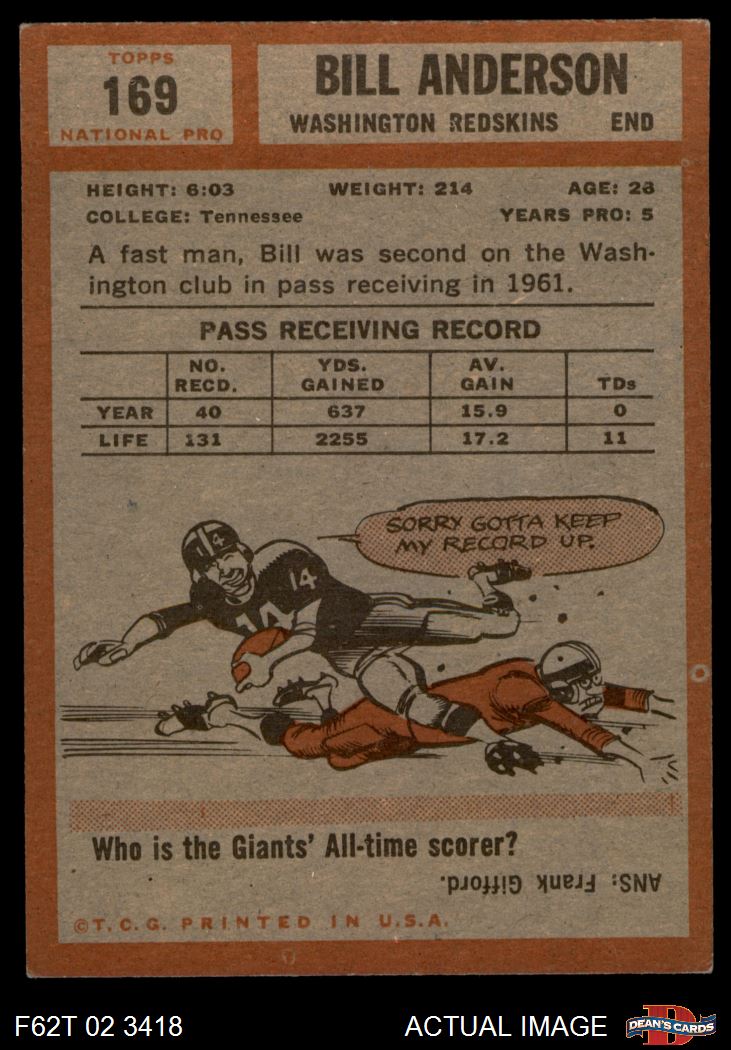 TOPPS
169
NATIONAL PRO
BILL ANDERSON
WASHINGTON REDSKINS END
HEIGHT: 6:03 WEIGHT: 214 AGE: 26
COLLEGE: Tennessee YEARS PRO: 5
A fast man, Bill was second on the Wash-
ington club in pass receiving in 1961.
PASS RECEIVING RECORD
NO. RECD. YDS. GAINED AV. GAIN TDs
YEAR 40 637 15.9 0
LIFE 131 2255 17.2 11
SORRY GOTTA KEEP
MY RECORD UP.
14
14
14
Who is the Giants' All-time scorer?
ANS: Frank Gifford.
©T.C.G. PRINTED IN U.S.A.
F62T 02 3418 ACTUAL IMAGE
D
DEAN'S CARDS